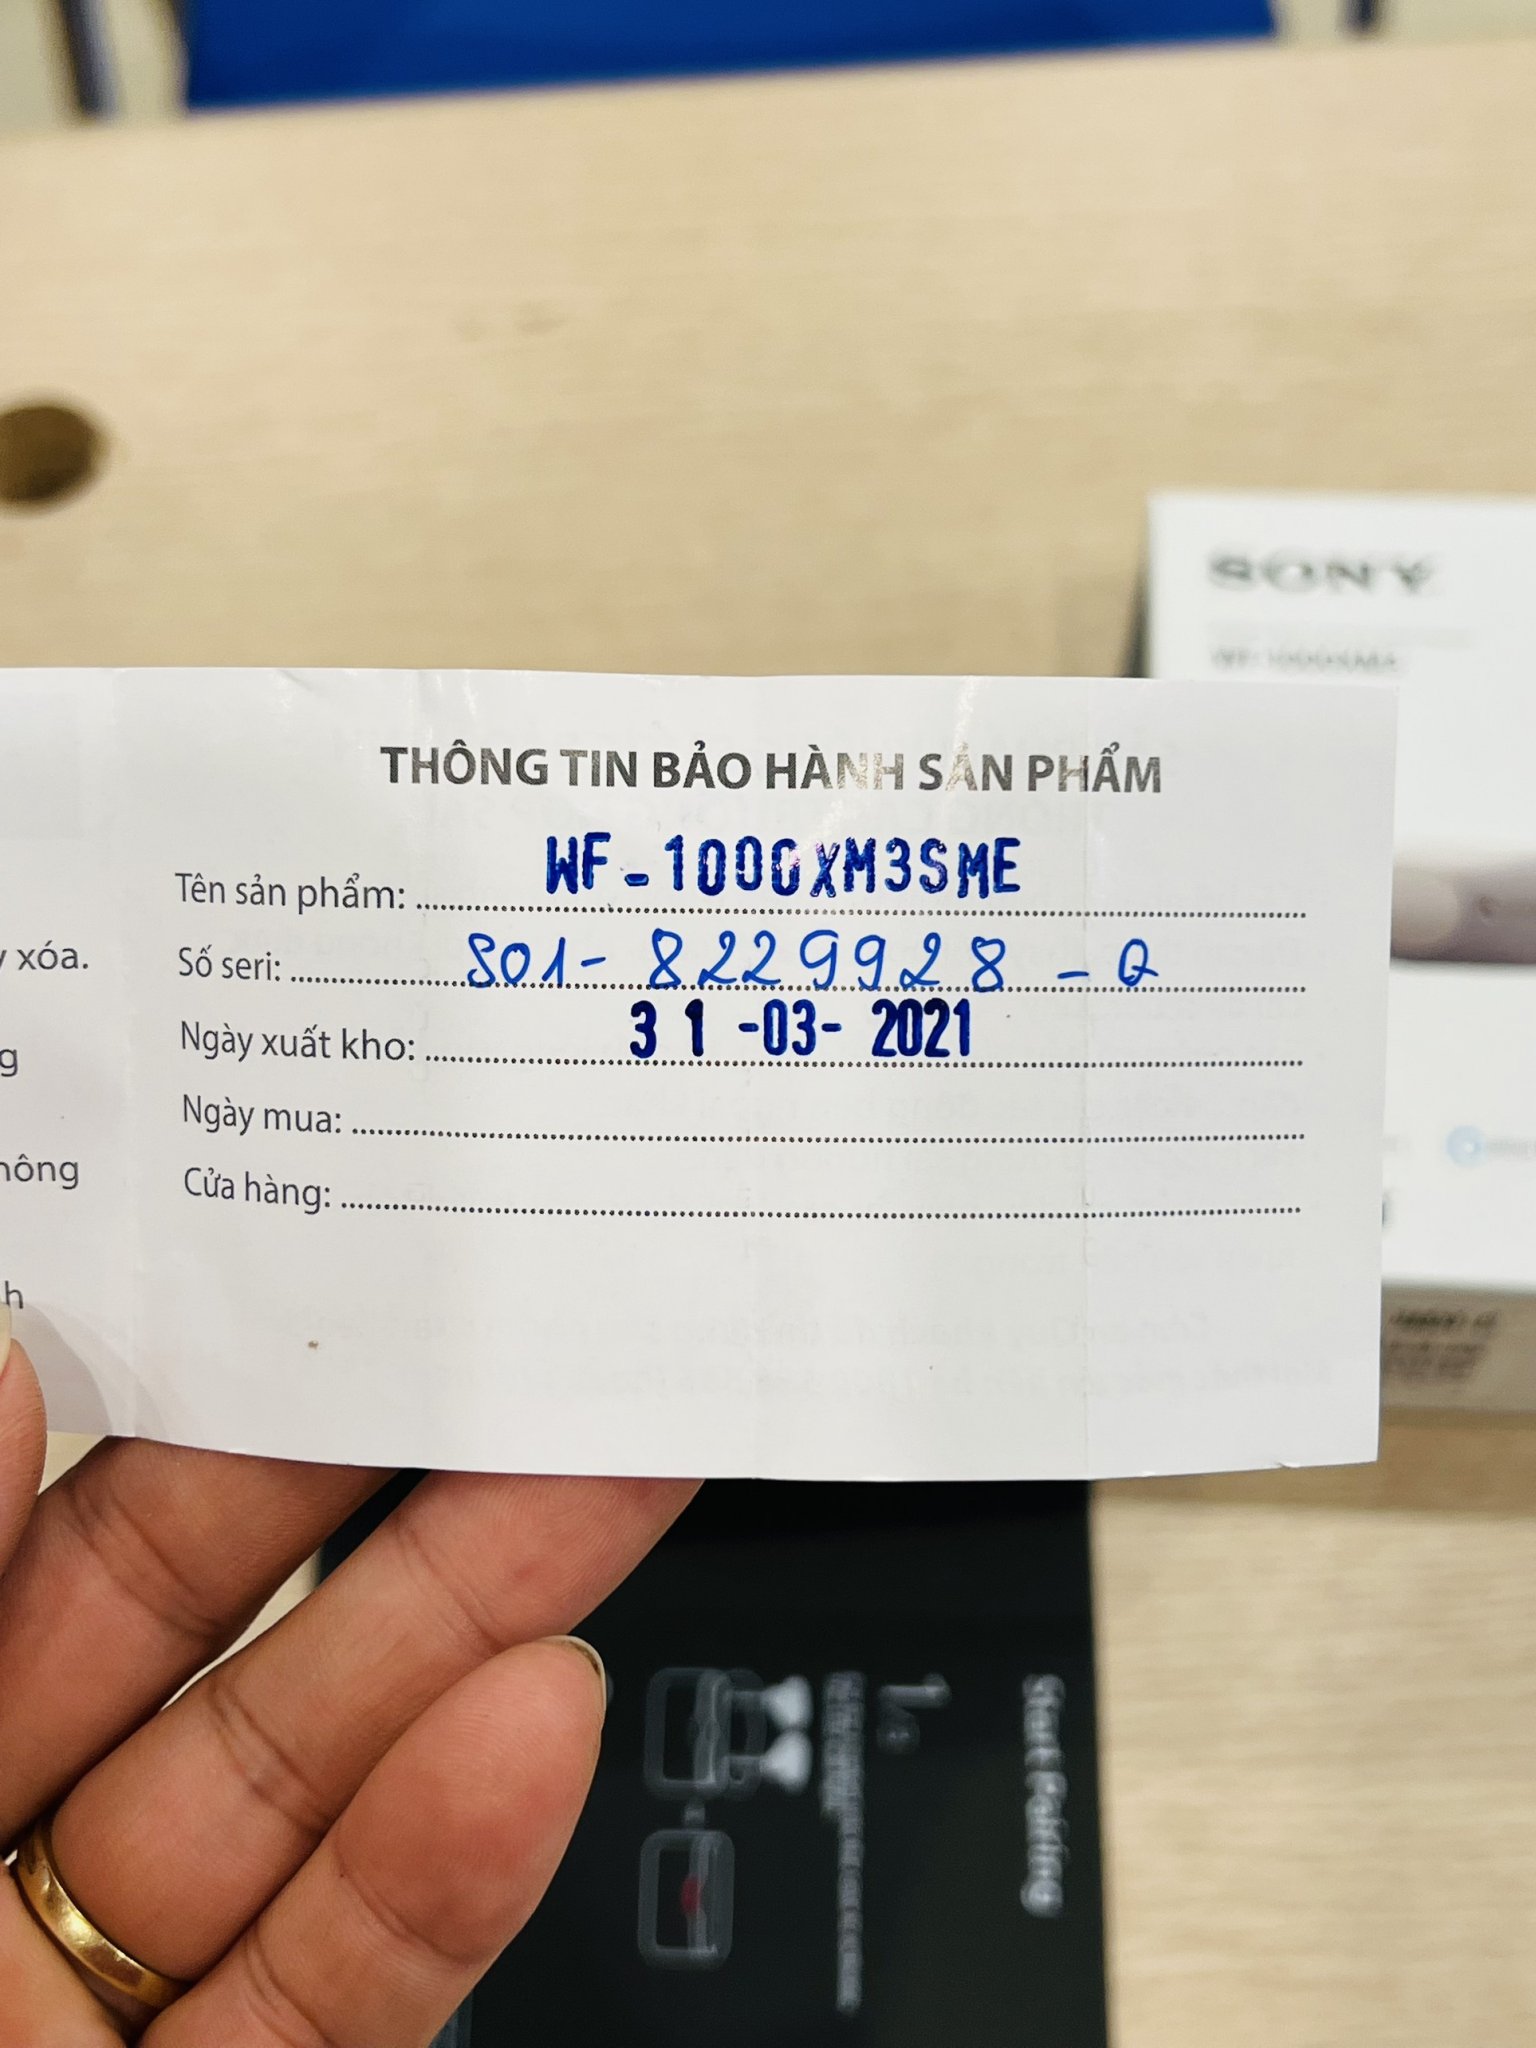 SONY
THÔNG TIN BẢO HÀNH SẢN PHẨM
Tên sản phẩm: WF-1000XM3SME
xóa.
Số seri: S01-8229928-Q
Ngày xuất kho: 31-03-2021
Ngày mua:
Cửa hàng:
Start Pairing